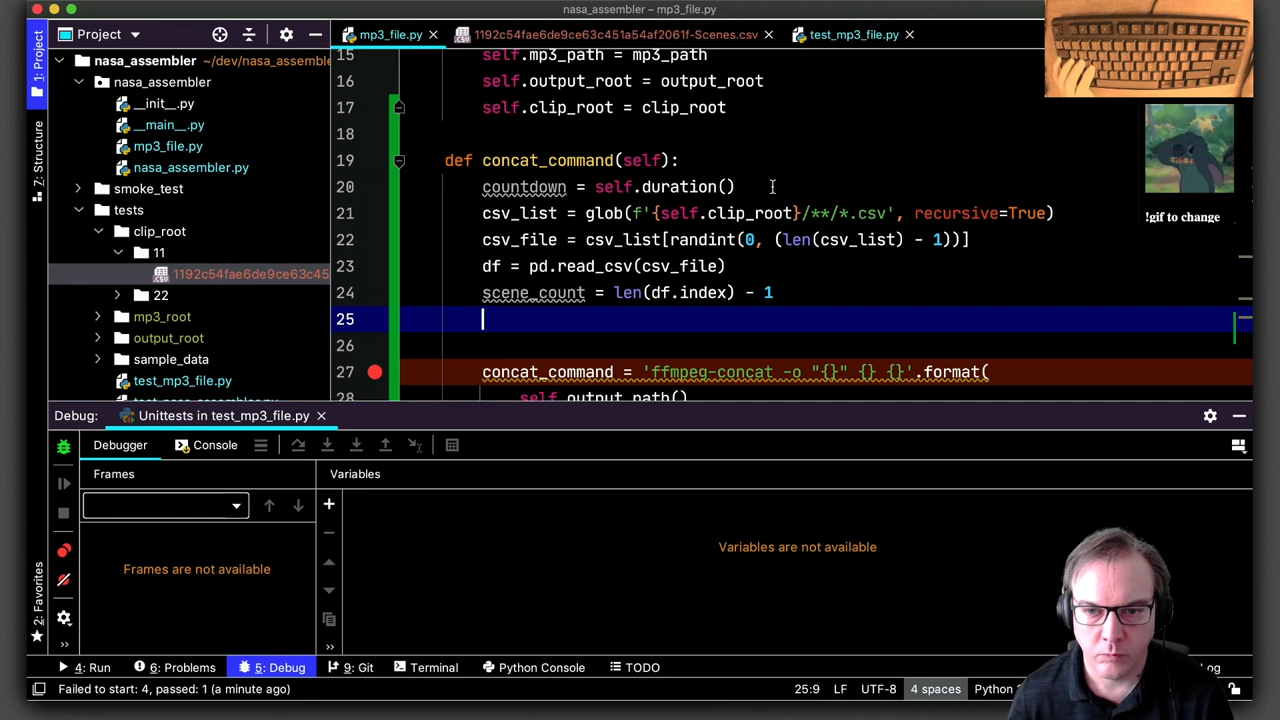 nasa_assembler – mp3_file.py
1: Project
7: Structure
2: Favorites
Project
mp3_file.py
1192c54fae6de9ce63c451a54af2061f-Scenes.csv
test_mp3_file.py
nasa_assembler ~/dev/nasa_assemble
nasa_assembler
__init__.py
__main__.py
mp3_file.py
nasa_assembler.py
smoke_test
tests
clip_root
11
1192c54fae6de9ce63c45
22
mp3_root
output_root
sample_data
test_mp3_file.py
15 self.mp3_path = mp3_path
16 self.output_root = output_root
17 self.clip_root = clip_root
18
19 def concat_command(self):
20 countdown = self.duration()
21 csv_list = glob(f'{self.clip_root}/**/*.csv', recursive=True)
22 csv_file = csv_list[randint(0, (len(csv_list) - 1))]
23 df = pd.read_csv(csv_file)
24 scene_count = len(df.index) - 1
25
26
27 concat_command = 'ffmpeg-concat -o "{}" {} {}'.format(
28 self.output_path()
!gif to change
Debug: Unittests in test_mp3_file.py
Debugger Console
Frames Variables
Frames are not available
Variables are not available
4: Run 6: Problems 5: Debug 9: Git Terminal Python Console TODO
Failed to start: 4, passed: 1 (a minute ago) 25:9 LF UTF-8 4 spaces Python